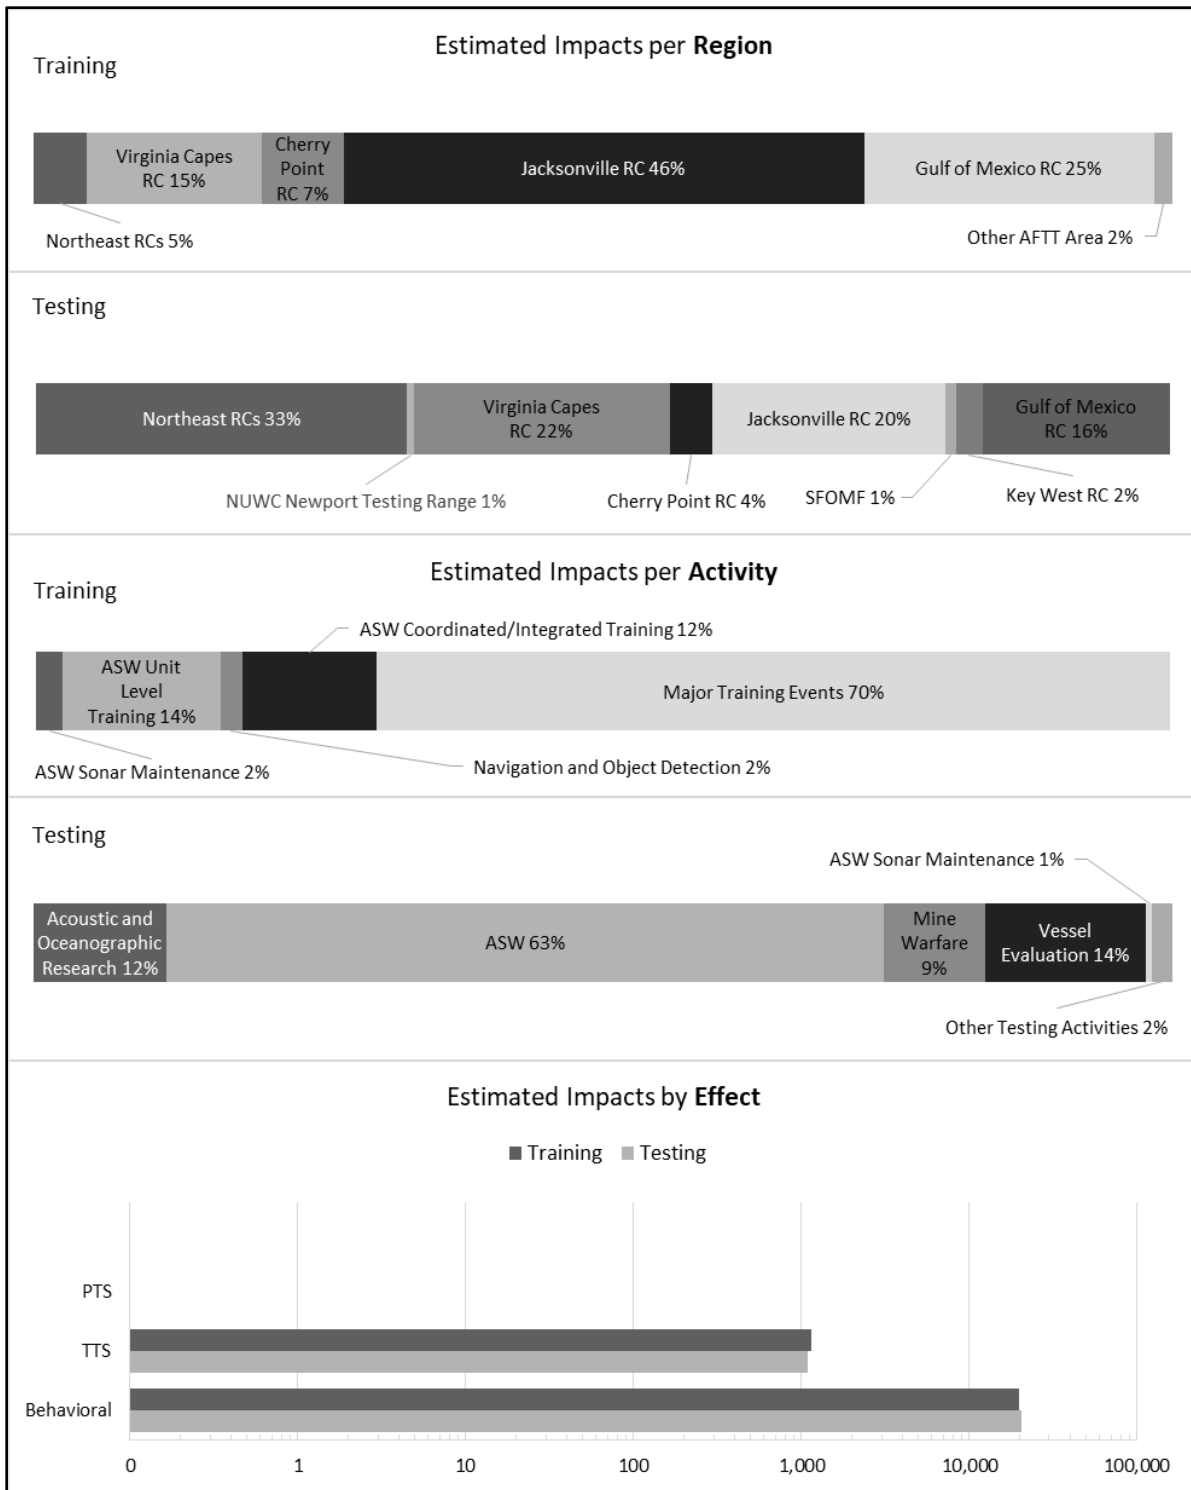 Estimated Impacts per Region
Training
Virginia Capes
RC 15%
Cherry
Point
RC 7%
Jacksonville RC 46%
Gulf of Mexico RC 25%
Northeast RCs 5%
Other AFTT Area 2%
Testing
Northeast RCs 33%
Virginia Capes
RC 22%
Jacksonville RC 20%
Gulf of Mexico
RC 16%
NUWC Newport Testing Range 1%
Cherry Point RC 4%
SFOMF 1%
Key West RC 2%
Estimated Impacts per Activity
Training
ASW Coordinated/Integrated Training 12%
ASW Unit
Level
Training 14%
Major Training Events 70%
ASW Sonar Maintenance 2%
Navigation and Object Detection 2%
Testing
ASW Sonar Maintenance 1%
Acoustic and
Oceanographic
Research 12%
ASW 63%
Mine
Warfare
9%
Vessel
Evaluation 14%
Other Testing Activities 2%
Estimated Impacts by Effect
Training Testing
PTS
TTS
Behavioral
0 1 10 100 1,000 10,000 100,000